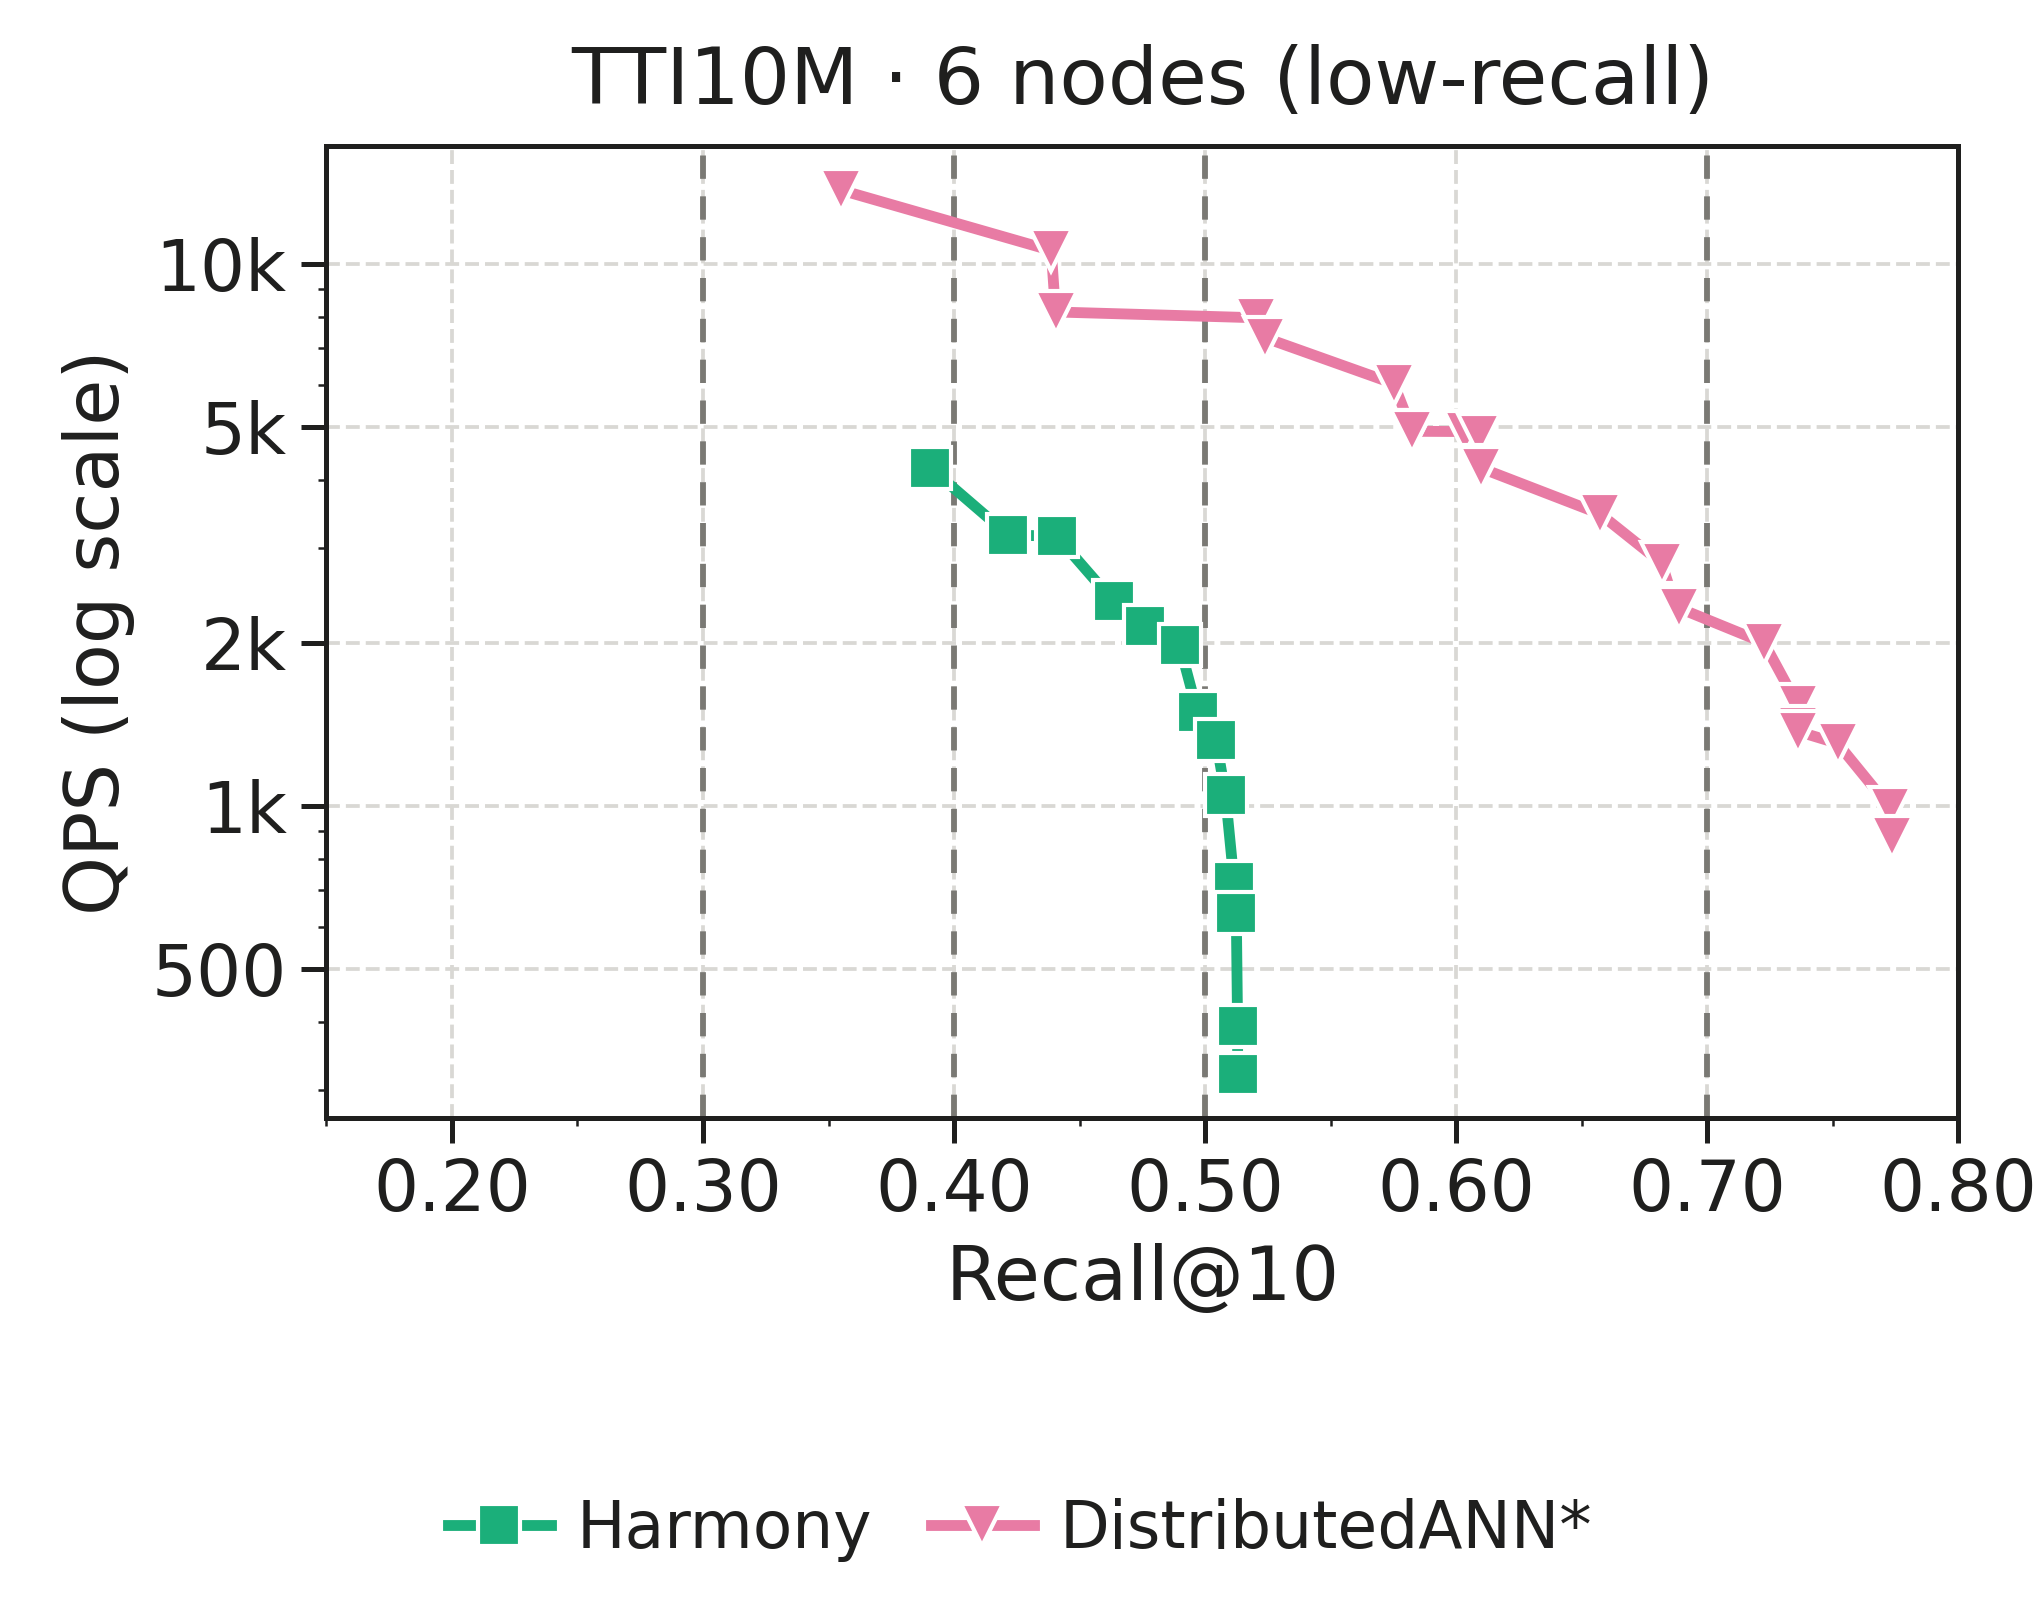 TTI10M · 6 nodes (low-recall)
QPS (log scale)
10k
5k
2k
1k
500
0.20 0.30 0.40 0.50 0.60 0.70 0.80
Recall@10
Harmony DistributedANN*